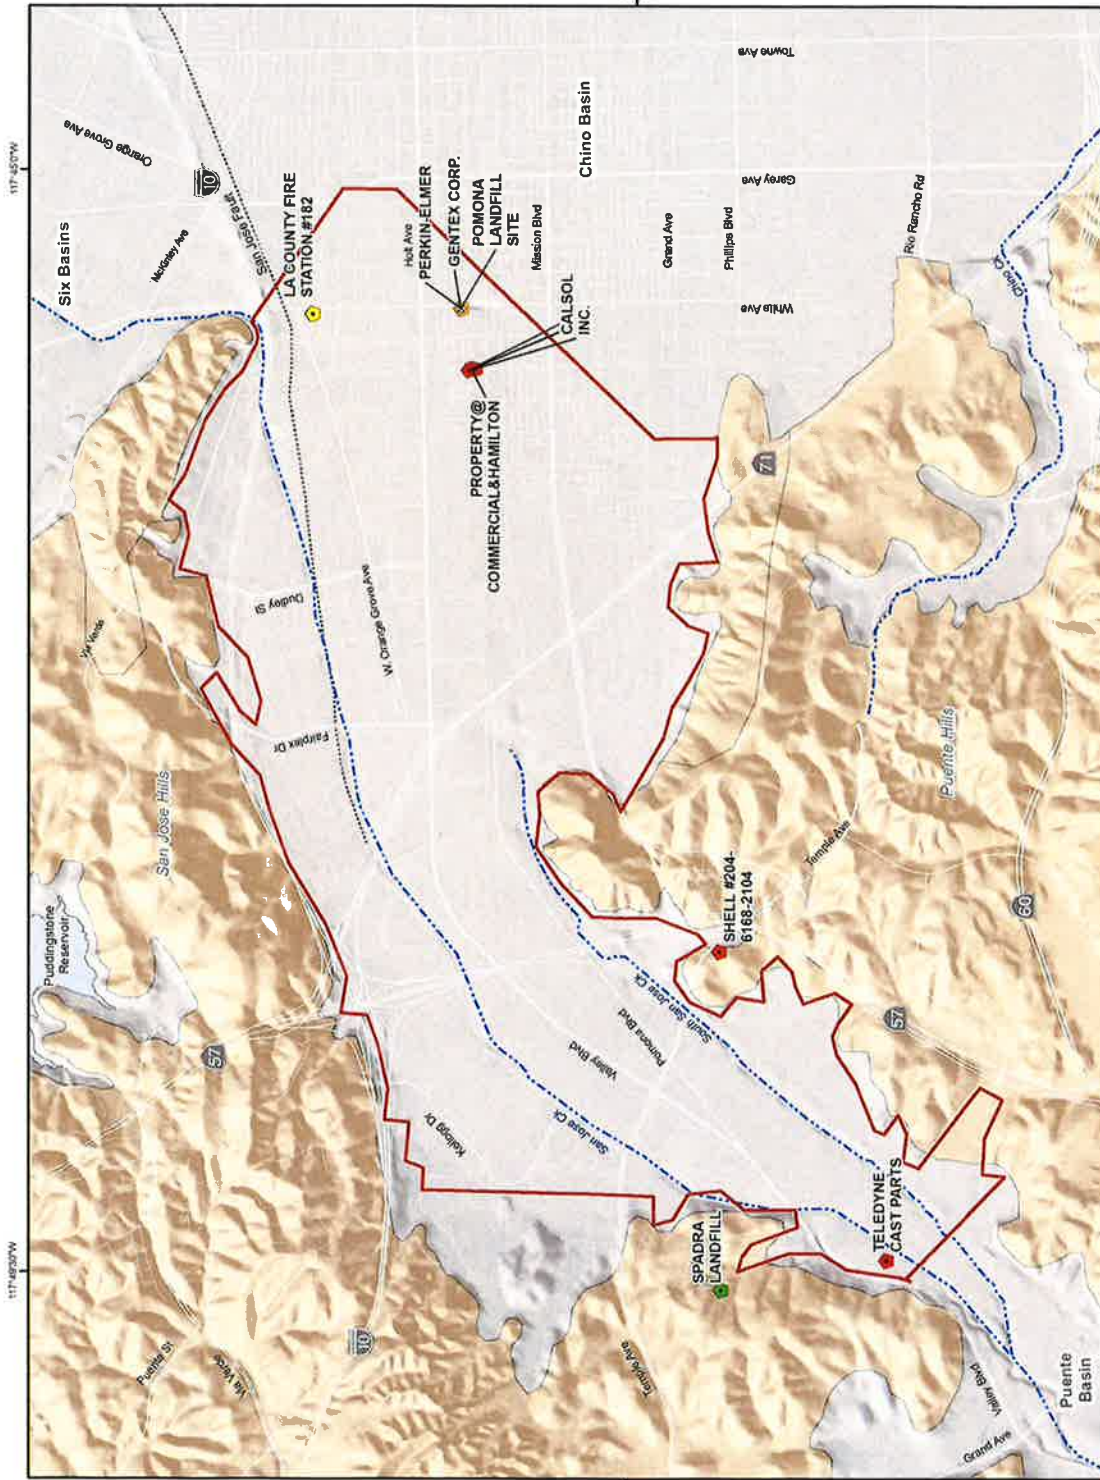 117°45'0"W
117°49'30"W
Orange Grove Ave
10
Six Basins
McKinley Ave
San Jose Fault
LA COUNTY FIRE
STATION #182
Towne Ave
Chino Basin
Garey Ave
Holt Ave
PERKIN-ELMER
GENTEX CORP.
POMONA
LANDFILL
SITE
Mission Blvd
Grand Ave
Phillips Blvd
Rio Rancho Rd
White Ave
Chino Ck
CALSOL
INC.
PROPERTY@
COMMERCIAL&HAMILTON
71
Via Verde
Dudley St
W. Orange Grove Ave
Fairplex Dr
San Jose Hills
Puente Hills
Temple Ave
Puddingstone
Reservoir
SHELL #204-
6168-2104
60
57
57
South San Jose Ck
Pomona Blvd
Valley Blvd
San Jose Ck
Kellogg Dr
TELEDYNE
CAST PARTS
SPADRA
LANDFILL
10
Puente St
Via Verde
Temple Ave
Valley Blvd
Grand Ave
Puente
Basin